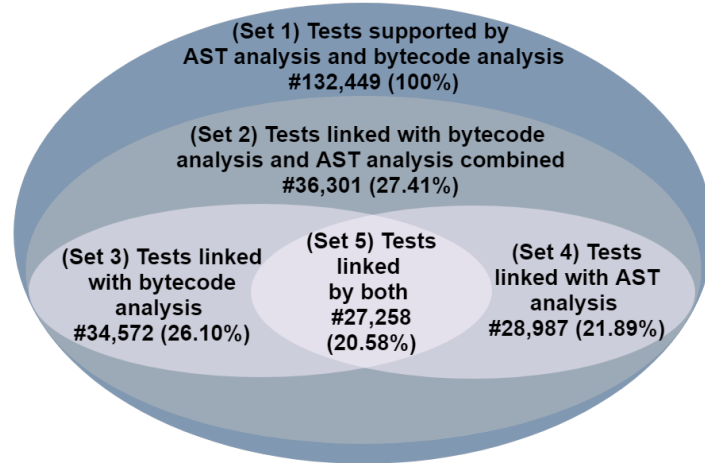 (Set 1) Tests supported by
AST analysis and bytecode analysis
#132,449 (100%)
(Set 2) Tests linked with bytecode
analysis and AST analysis combined
#36,301 (27.41%)
(Set 3) Tests linked
with bytecode
analysis
#34,572 (26.10%)
(Set 5) Tests
linked
by both
#27,258
(20.58%)
(Set 4) Tests
linked with AST
analysis
#28,987 (21.89%)